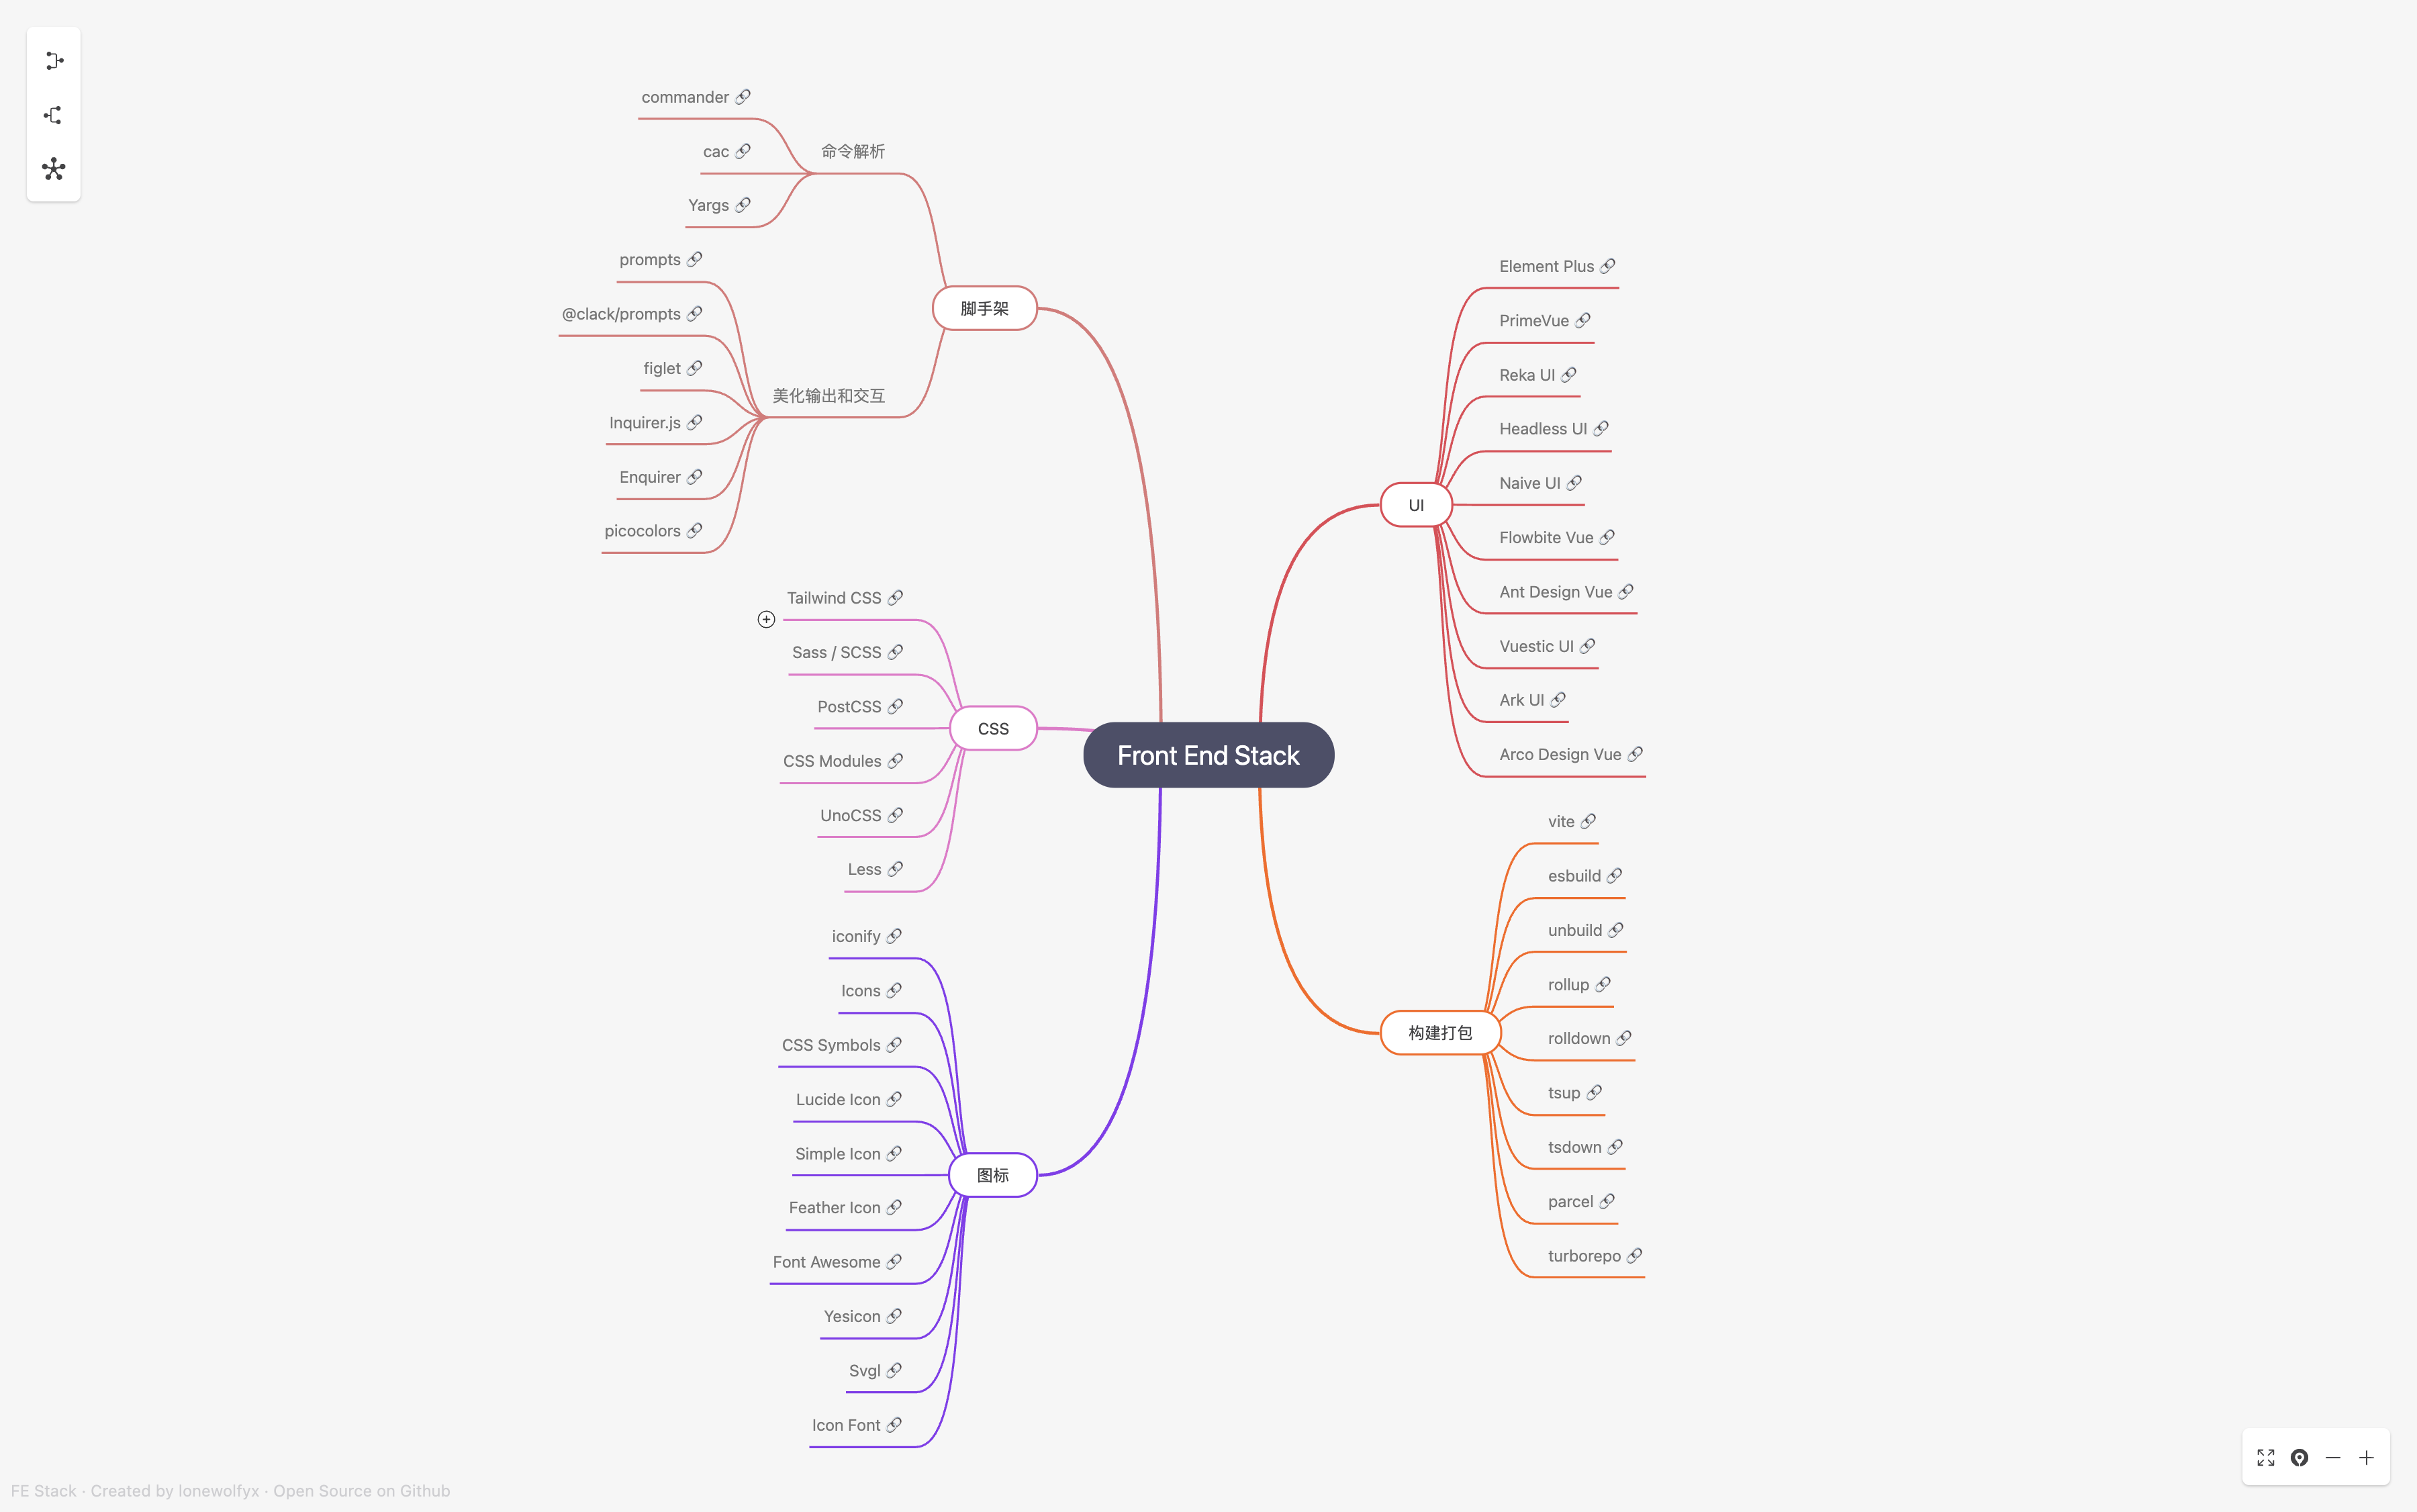 commander
cac
命令解析
Yargs
prompts
@clack/prompts
figlet
美化输出和交互
Inquirer.js
Enquirer
picocolors
脚手架
Tailwind CSS
Sass / SCSS
PostCSS
CSS Modules
UnoCSS
Less
CSS
iconify
Icons
CSS Symbols
Lucide Icon
Simple Icon
Feather Icon
Font Awesome
Yesicon
Svgl
Icon Font
图标
Front End Stack
UI
Element Plus
PrimeVue
Reka UI
Headless UI
Naive UI
Flowbite Vue
Ant Design Vue
Vuestic UI
Ark UI
Arco Design Vue
构建打包
vite
esbuild
unbuild
rollup
rolldown
tsup
tsdown
parcel
turborepo
FE Stack · Created by lonewolfyx · Open Source on Github